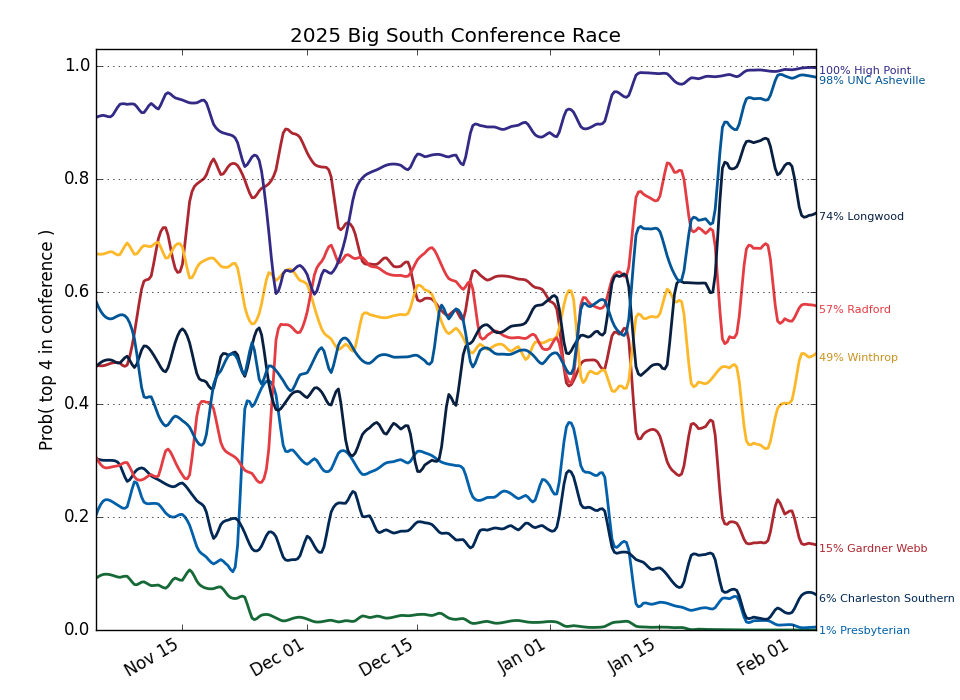 2025 Big South Conference Race
Prob( top 4 in conference )
1.0
0.8
0.6
0.4
0.2
0.0
Nov 15
Dec 01
Dec 15
Jan 01
Jan 15
Feb 01
100% High Point
98% UNC Asheville
74% Longwood
57% Radford
49% Winthrop
15% Gardner Webb
6% Charleston Southern
1% Presbyterian